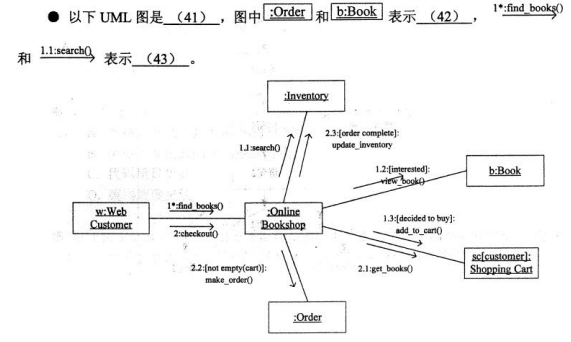 ● 以下 UML 图是 （41） ，图中 :Order 和 b:Book 表示 （42） ， 1*:find_books()
和 1.1:search() 表示 （43） 。
:Inventory
1.1:search()
2.3:[order complete]:
update_inventory
1.2:[interested]:
view_book()
b:Book
w:Web
Customer
1*:find_books()
2:checkout()
:Online
Bookshop
1.3:[decided to buy]:
add_to_cart()
sc[customer]:
Shopping Cart
2.1:get_books()
2.2:[not empty(cart)]:
make_order()
:Order